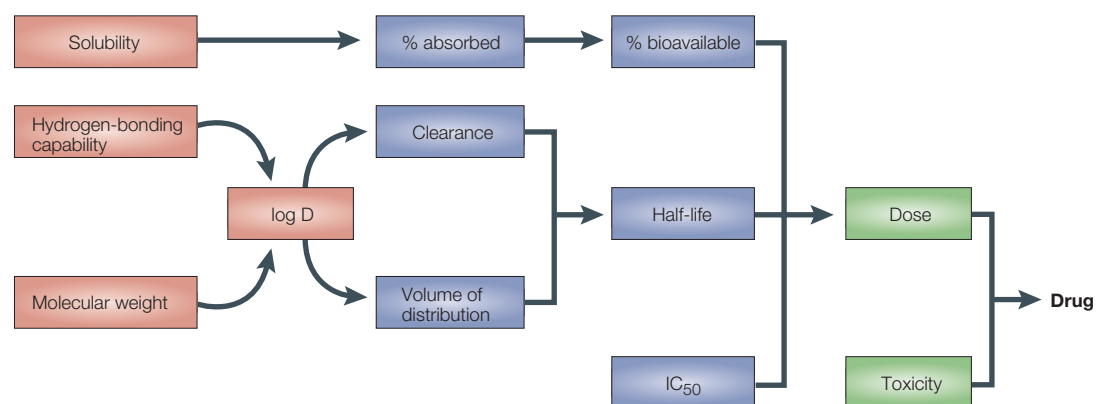 Solubility
% absorbed
% bioavailable
Hydrogen-bonding
capability
Clearance
log D
Half-life
Dose
Molecular weight
Volume of
distribution
Drug
IC50
Toxicity